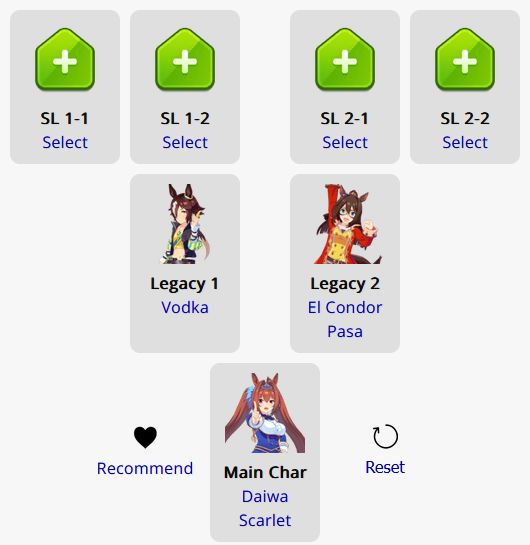 SL 1-1
Select
SL 1-2
Select
SL 2-1
Select
SL 2-2
Select
Legacy 1
Vodka
Legacy 2
El Condor
Pasa
Recommend
Main Char
Daiwa
Scarlet
Reset